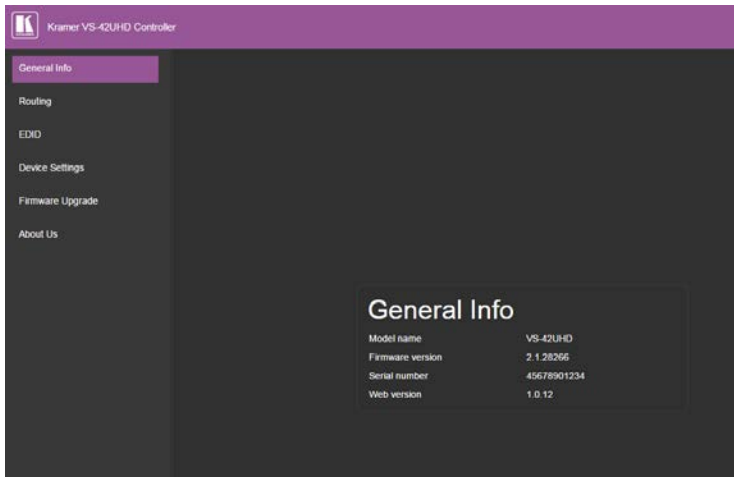 Kramer VS-42UHD Controller
General Info
Routing
EDID
Device Settings
Firmware Upgrade
About Us
General Info
Model name VS-42UHD
Firmware version 2.1.28266
Serial number 45678901234
Web version 1.0.12